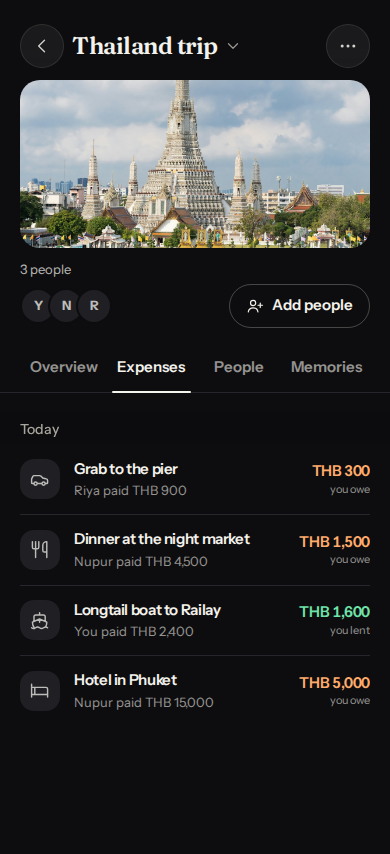 Thailand trip
3 people
Y N R
Add people
Overview Expenses People Memories
Today
Grab to the pier THB 300
Riya paid THB 900 you owe
Dinner at the night market THB 1,500
Nupur paid THB 4,500 you owe
Longtail boat to Railay THB 1,600
You paid THB 2,400 you lent
Hotel in Phuket THB 5,000
Nupur paid THB 15,000 you owe